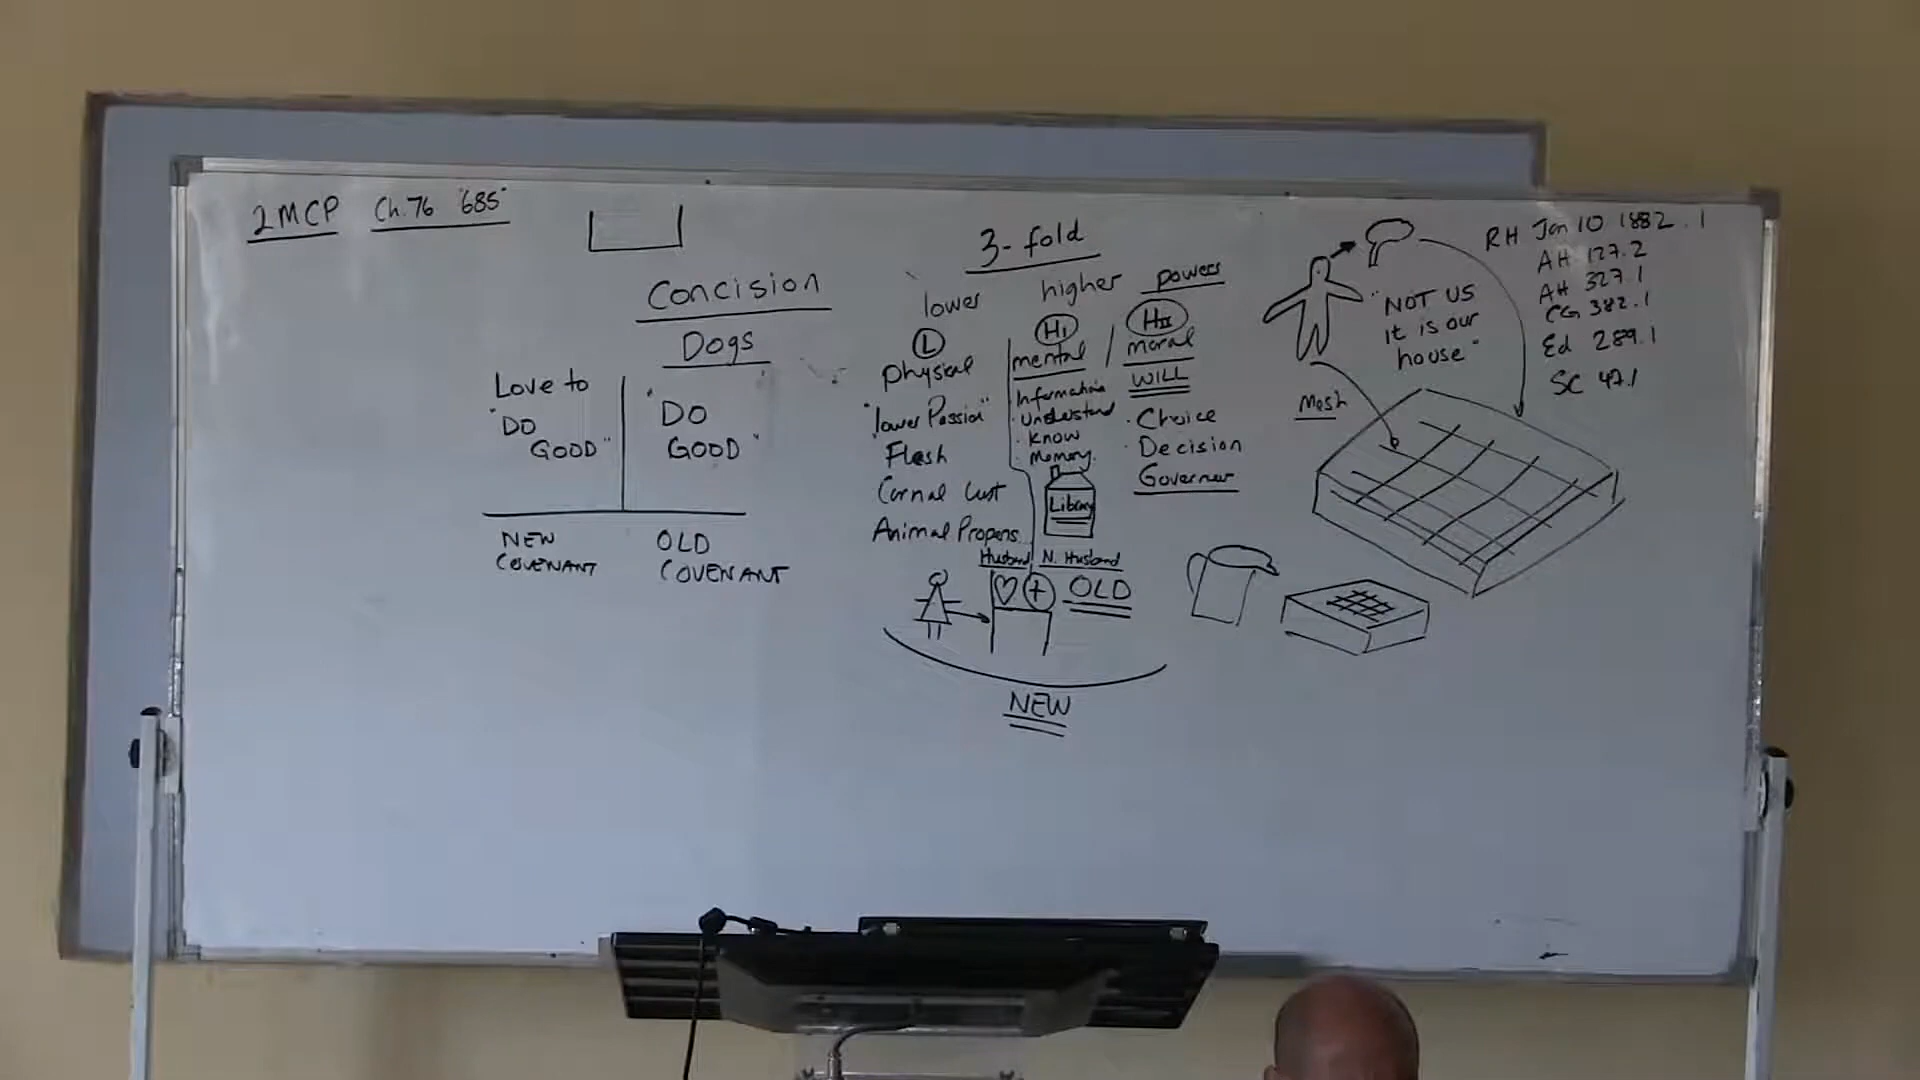 2MCP Ch.76 "685"
Concision
Dogs
Love to
"DO
GOOD"
"DO
GOOD"
NEW
COVENANT
OLD
COVENANT
3-fold
lower higher powers
L H1 HII
physical mental / moral
WILL
"lower Passion"
Flesh
Carnal Lust
Animal Propens.
Information
· Understand
· Know
· Memory
Library
· Choice
· Decision
Governer
Husband N. Husband
OLD
NEW
"NOT US
it is our
house"
Mesh
RH Jan 10 1882 . 1
AH 127.2
AH 327.1
CG 382.1
Ed 289.1
SC 47.1